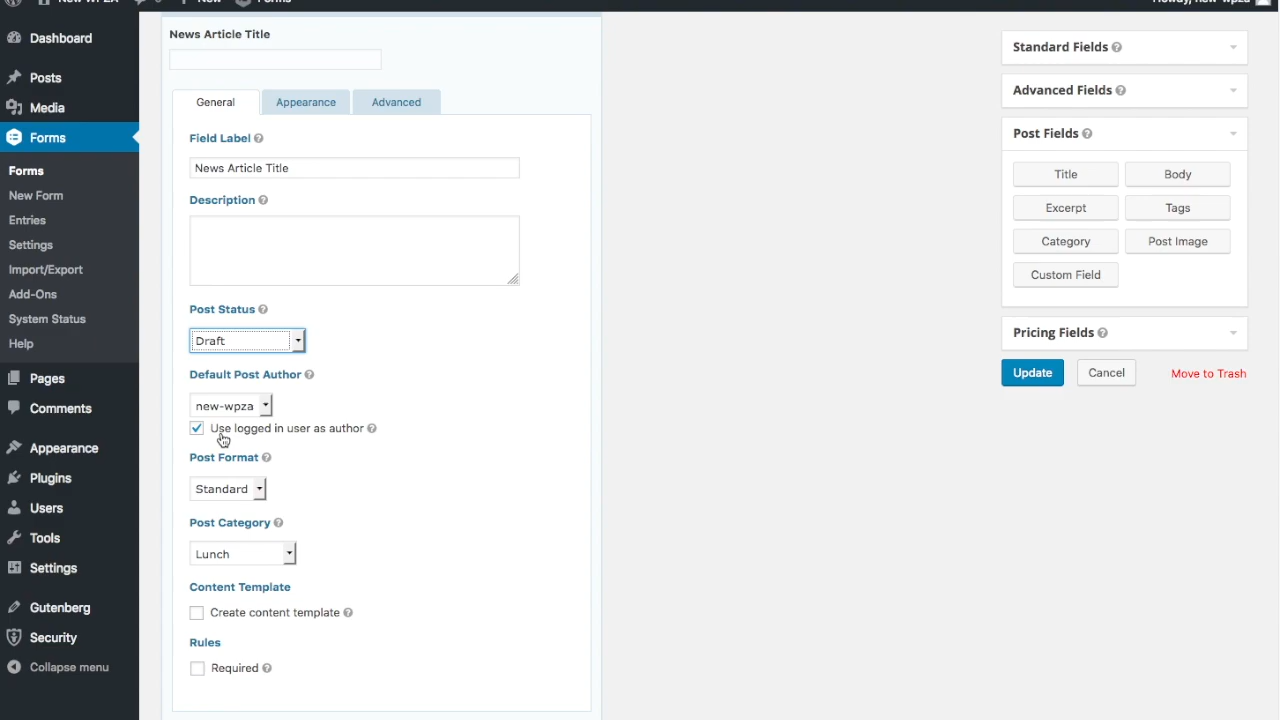 New WPZA
New
Forms
Howdy, new-wpza
Dashboard
Posts
Media
Forms
Forms
New Form
Entries
Settings
Import/Export
Add-Ons
System Status
Help
Pages
Comments
Appearance
Plugins
Users
Tools
Settings
Gutenberg
Security
Collapse menu
News Article Title
General
Appearance
Advanced
Field Label
News Article Title
Description
Post Status
Draft
Default Post Author
new-wpza
Use logged in user as author
Post Format
Standard
Post Category
Lunch
Content Template
Create content template
Rules
Required
Standard Fields
Advanced Fields
Post Fields
Title
Body
Excerpt
Tags
Category
Post Image
Custom Field
Pricing Fields
Update
Cancel
Move to Trash